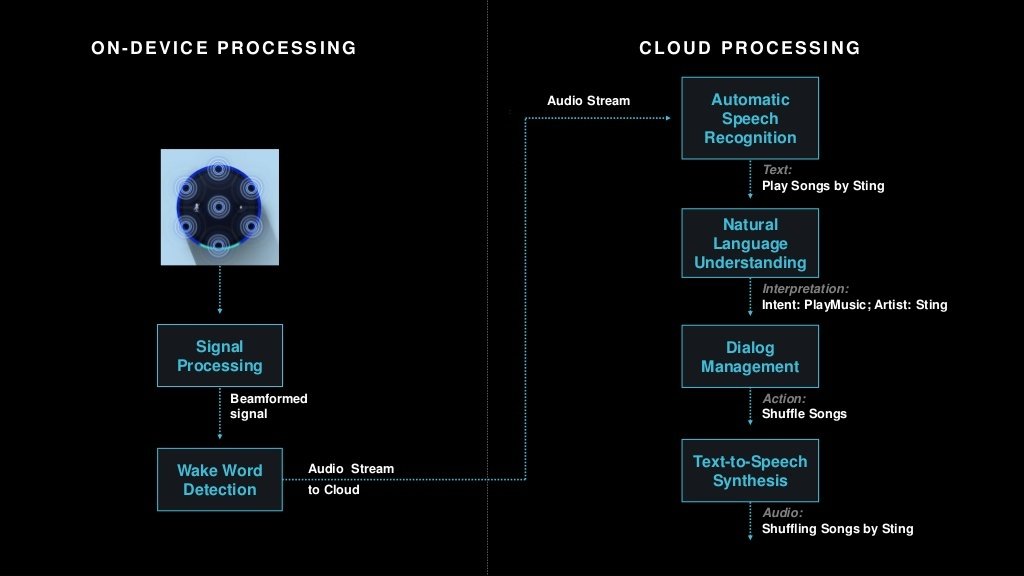 ON-DEVICE PROCESSING
CLOUD PROCESSING
Signal
Processing
Beamformed
signal
Wake Word
Detection
Audio Stream
to Cloud
Audio Stream
Automatic
Speech
Recognition
Text:
Play Songs by Sting
Natural
Language
Understanding
Interpretation:
Intent: PlayMusic; Artist: Sting
Dialog
Management
Action:
Shuffle Songs
Text-to-Speech
Synthesis
Audio:
Shuffling Songs by Sting